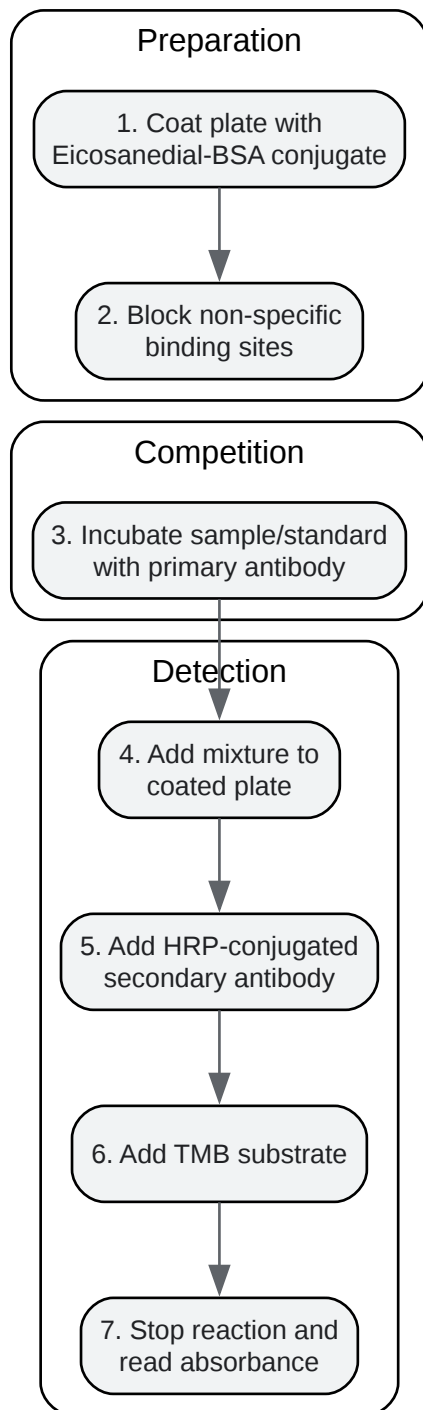 Preparation
1. Coat plate with
Eicosanedial-BSA conjugate
2. Block non-specific
binding sites
Competition
3. Incubate sample/standard
with primary antibody
Detection
4. Add mixture to
coated plate
5. Add HRP-conjugated
secondary antibody
6. Add TMB substrate
7. Stop reaction and
read absorbance